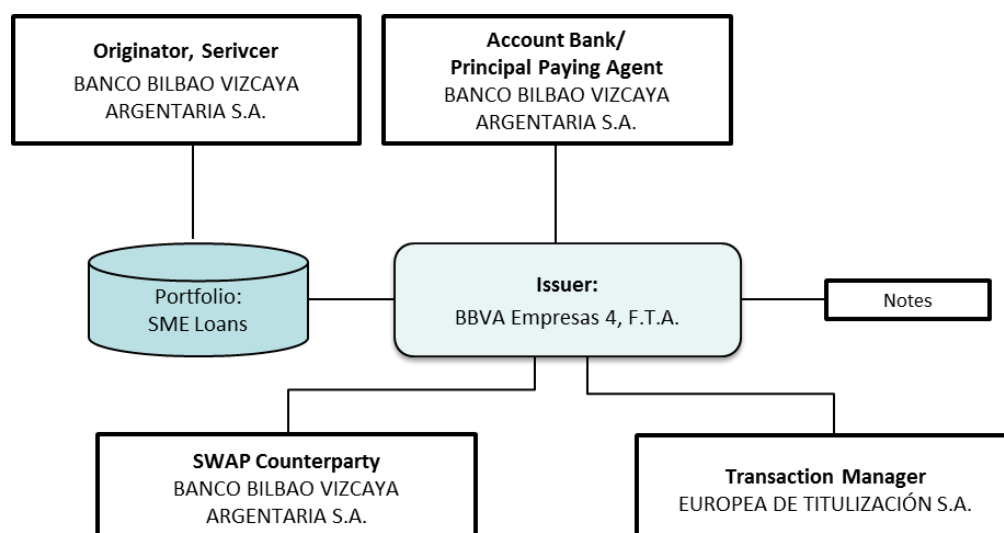 Originator, Serivcer
BANCO BILBAO VIZCAYA
ARGENTARIA S.A.
Account Bank/
Principal Paying Agent
BANCO BILBAO VIZCAYA
ARGENTARIA S.A.
Portfolio:
SME Loans
Issuer:
BBVA Empresas 4, F.T.A.
Notes
SWAP Counterparty
BANCO BILBAO VIZCAYA
ARGENTARIA S.A.
Transaction Manager
EUROPEA DE TITULIZACIÓN S.A.